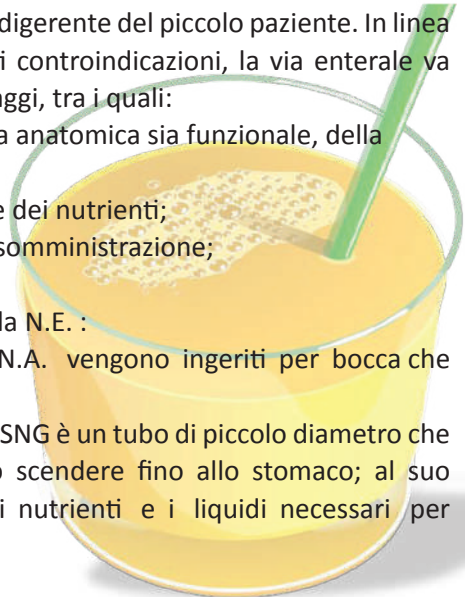 digerente del piccolo paziente. In linea
i controindicazioni, la via enterale va
ggi, tra i quali:
a anatomica sia funzionale, della
e dei nutrienti;
somministrazione;
la N.E. :
N.A. vengono ingeriti per bocca che
SNG è un tubo di piccolo diametro che
o scendere fino allo stomaco; al suo
i nutrienti e i liquidi necessari per